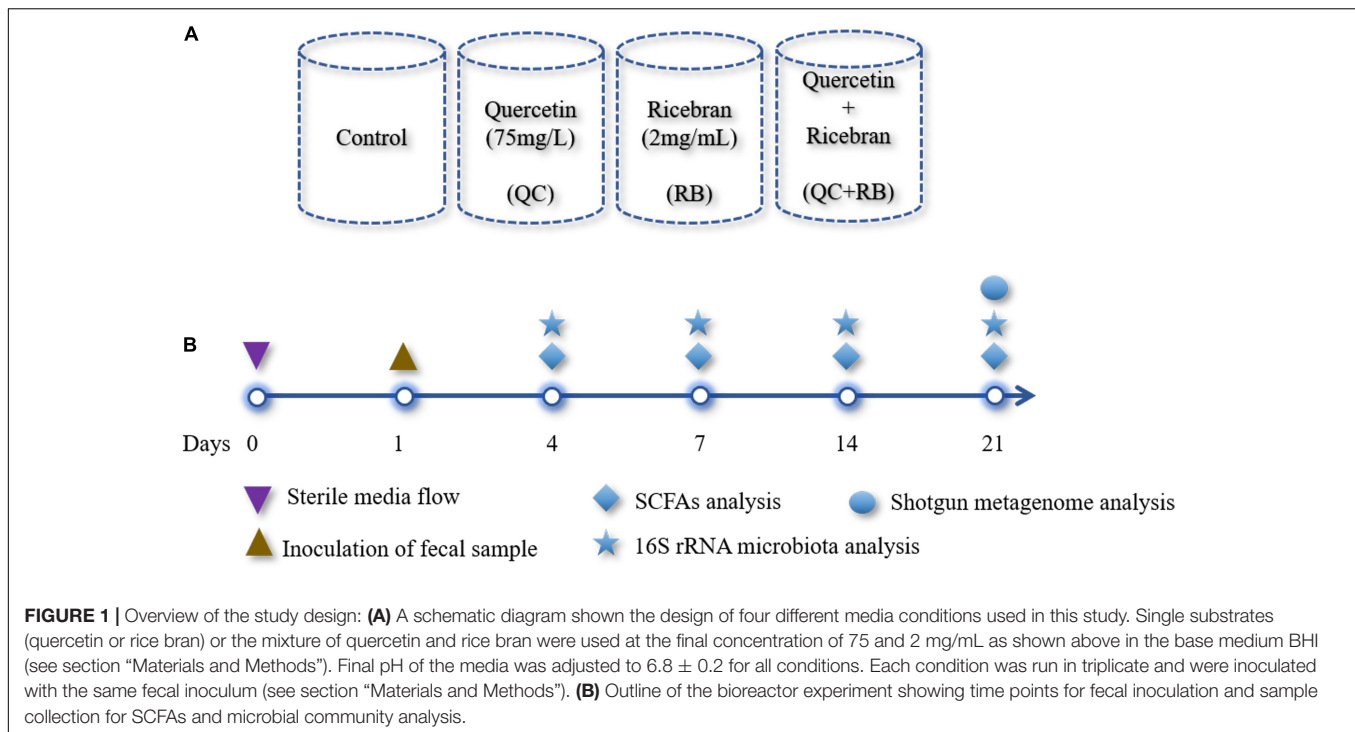 A
Control
Quercetin
(75mg/L)
(QC)
Ricebran
(2mg/mL)
(RB)
Quercetin
+
Ricebran
(QC+RB)
B
Days 0 1 4 7 14 21
Sterile media flow
SCFAs analysis
Shotgun metagenome analysis
Inoculation of fecal sample
16S rRNA microbiota analysis
FIGURE 1 | Overview of the study design: (A) A schematic diagram shown the design of four different media conditions used in this study. Single substrates
(quercetin or rice bran) or the mixture of quercetin and rice bran were used at the final concentration of 75 and 2 mg/mL as shown above in the base medium BHI
(see section “Materials and Methods”). Final pH of the media was adjusted to 6.8 ± 0.2 for all conditions. Each condition was run in triplicate and were inoculated
with the same fecal inoculum (see section “Materials and Methods”). (B) Outline of the bioreactor experiment showing time points for fecal inoculation and sample
collection for SCFAs and microbial community analysis.